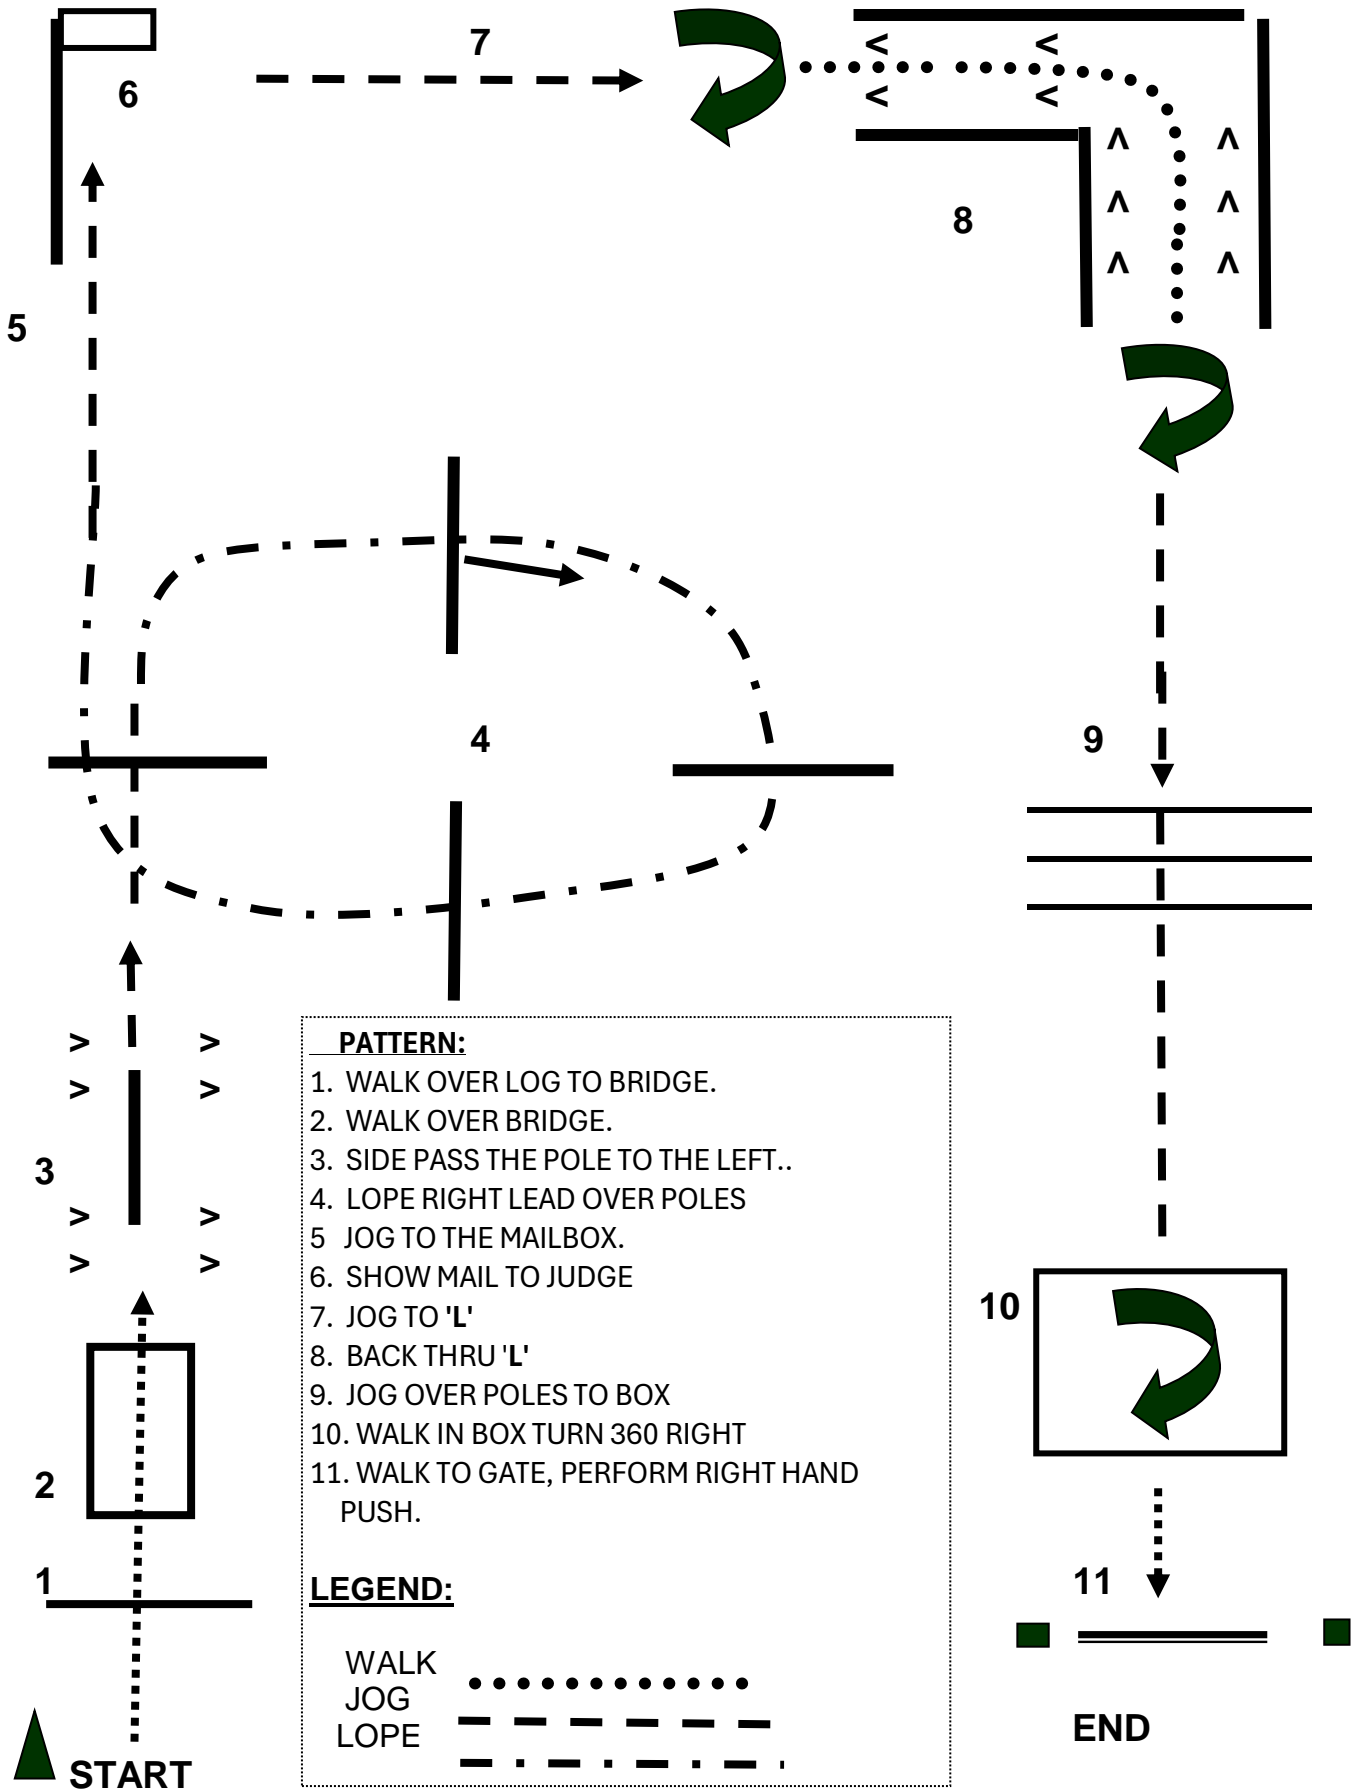 7
6
< <
< <
^ ^
8
^ ^
^ ^
5
4
9
PATTERN:
1. WALK OVER LOG TO BRIDGE.
2. WALK OVER BRIDGE.
3. SIDE PASS THE POLE TO THE LEFT..
4. LOPE RIGHT LEAD OVER POLES
5 JOG TO THE MAILBOX.
6. SHOW MAIL TO JUDGE
7. JOG TO 'L'
8. BACK THRU 'L'
9. JOG OVER POLES TO BOX
10. WALK IN BOX TURN 360 RIGHT
11. WALK TO GATE, PERFORM RIGHT HAND
PUSH.
LEGEND:
WALK
JOG
LOPE
> >
> >
3
> >
> >
2
1
START
10
11
END